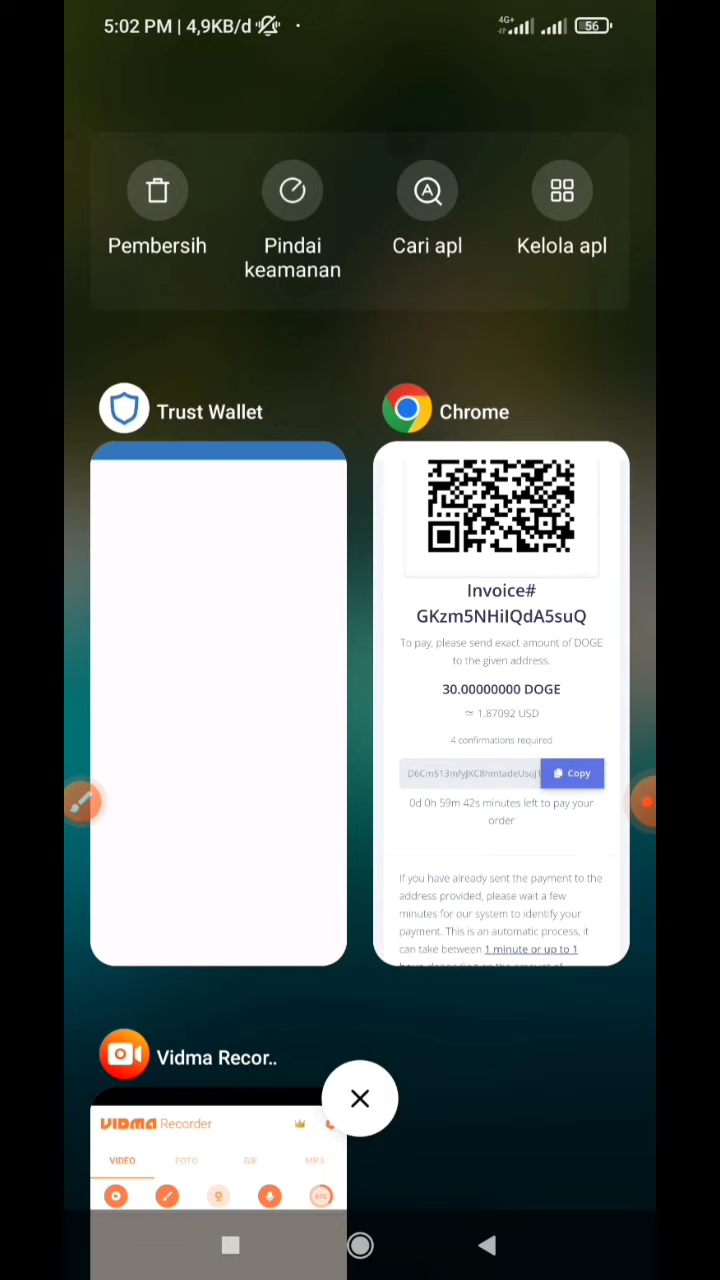 5:02 PM | 4,9KB/d
4G+
56
Pembersih
Pindai
keamanan
Cari apl
Kelola apl
Trust Wallet
Chrome
Invoice#
GKzm5NHiIQdA5suQ
To pay, please send exact amount of DOGE
to the given address.
30.00000000 DOGE
≃ 1.87092 USD
4 confirmations required
Copy
0d 0h 59m 42s minutes left to pay your
order
If you have already sent the payment to the
address provided, please wait a few
minutes for our system to identify your
payment. This is an automatic process, it
can take between 1 minute or up to 1
Vidma Recor..
VIDMA Recorder
VIDEO
FOTO
GIF
MP3